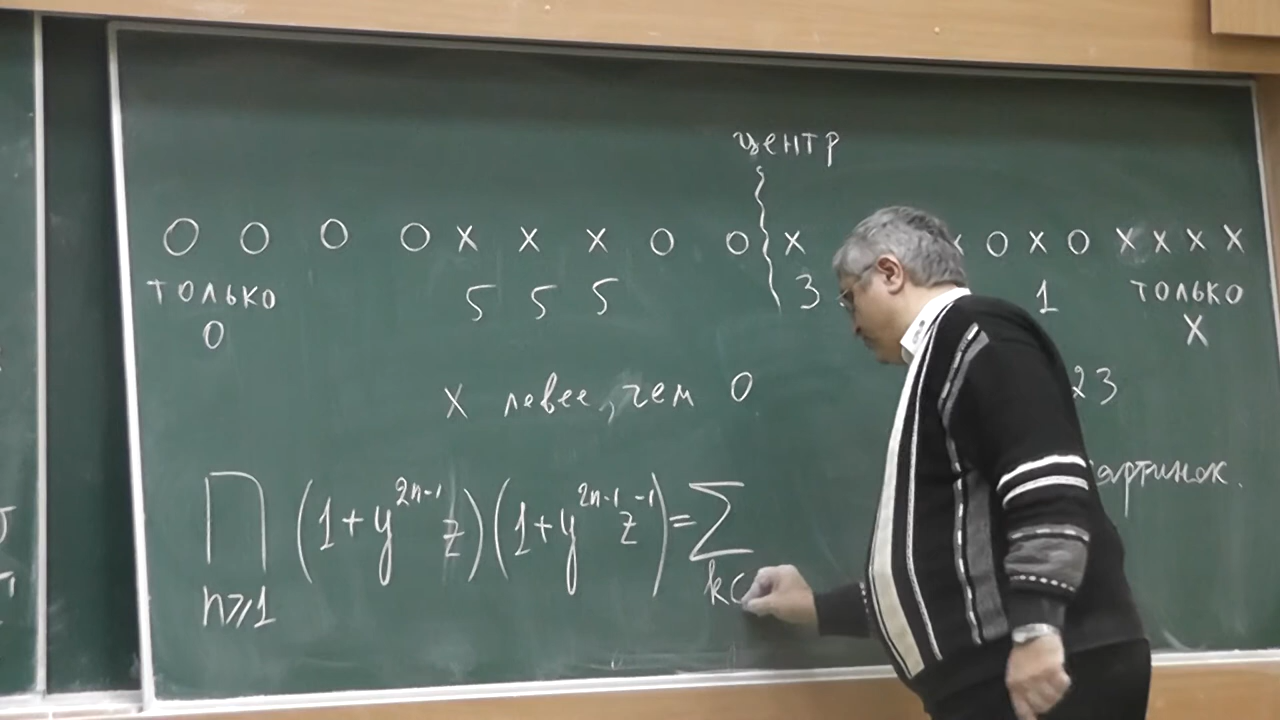 центр
O O O O X X X O O X X O X O X X X X
только 5 5 5 3 1 только
O X
X левее, чем O 23
артинок.
∏ (1+y^{2n-1}z)(1+y^{2n-1}z^{-1})=∑
n≥1 k